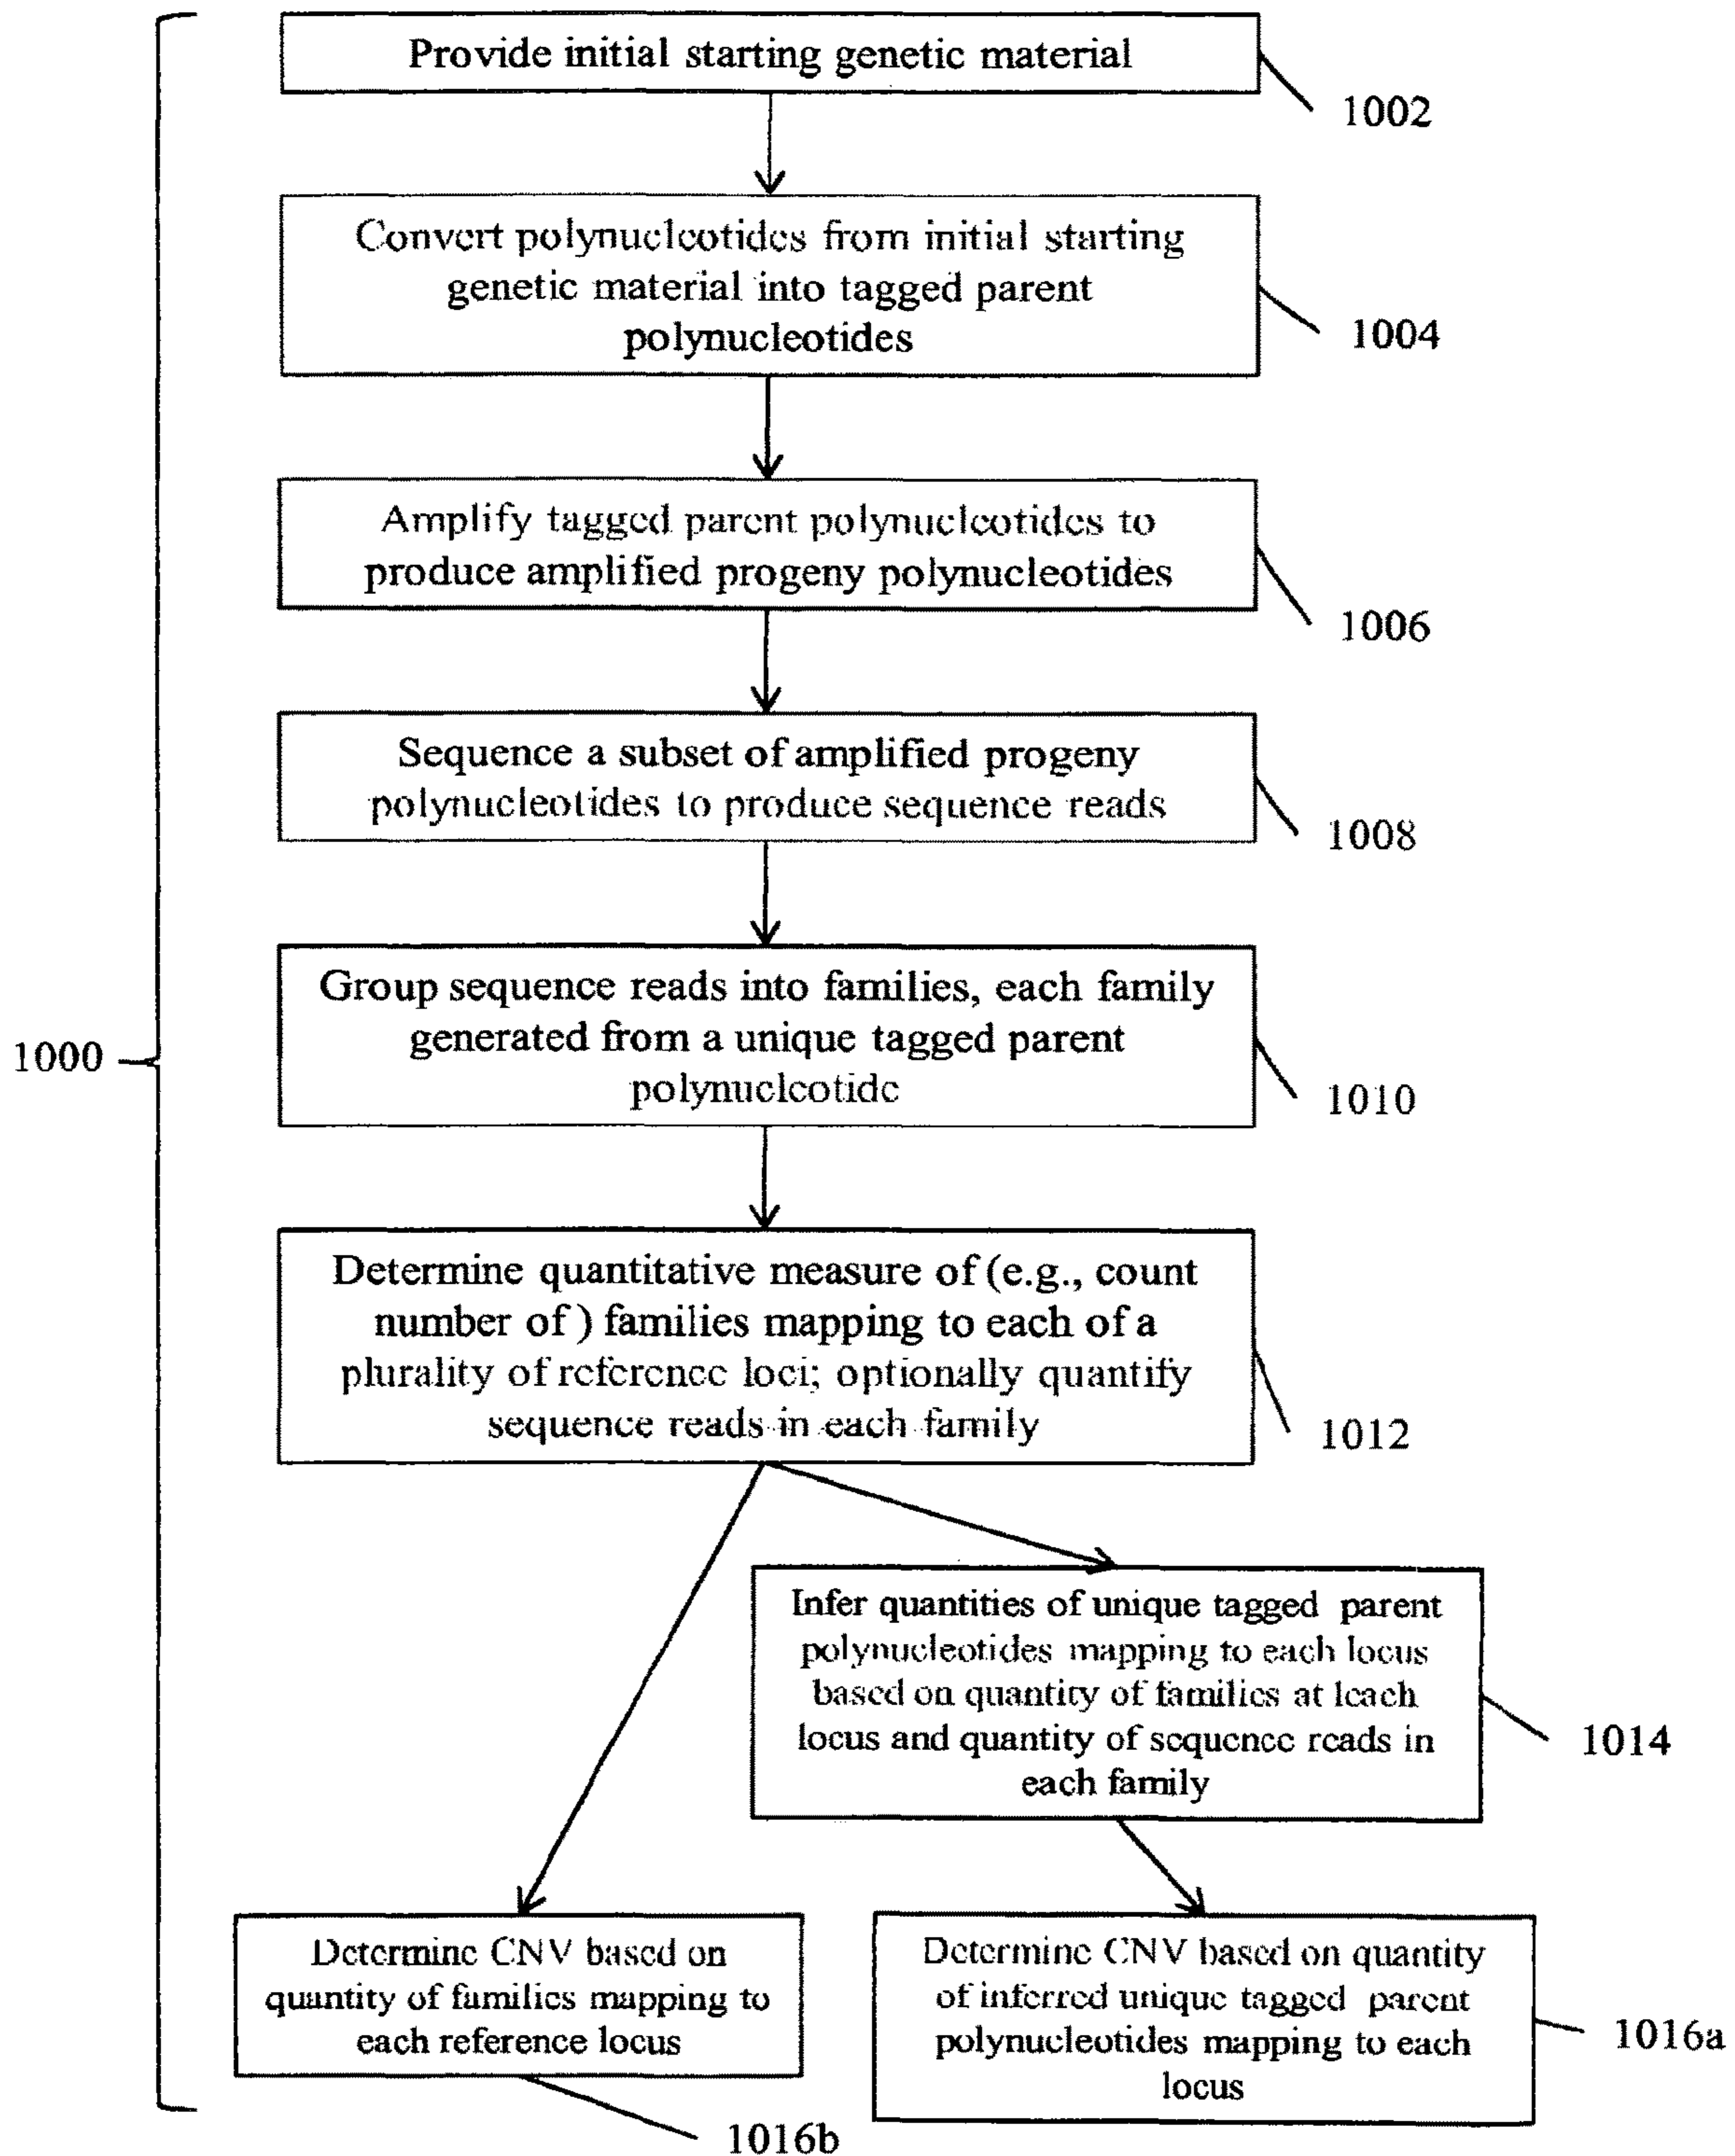 Provide initial starting genetic material
1002
Convert polynucleotides from initial starting
genetic material into tagged parent
polynucleotides
1004
Amplify tagged parent polynucleotides to
produce amplified progeny polynucleotides
1006
Sequence a subset of amplified progeny
polynucleotides to produce sequence reads
1008
Group sequence reads into families, each family
generated from a unique tagged parent
polynucleotide
1010
1000
Determine quantitative measure of (e.g., count
number of ) families mapping to each of a
plurality of reference loci; optionally quantify
sequence reads in each family
1012
Infer quantities of unique tagged parent
polynucleotides mapping to each locus
based on quantity of families at leach
locus and quantity of sequence reads in
each family
1014
Determine CNV based on
quantity of families mapping to
each reference locus
1016b
Determine CNV based on quantity
of inferred unique tagged parent
polynucleotides mapping to each
locus
1016a